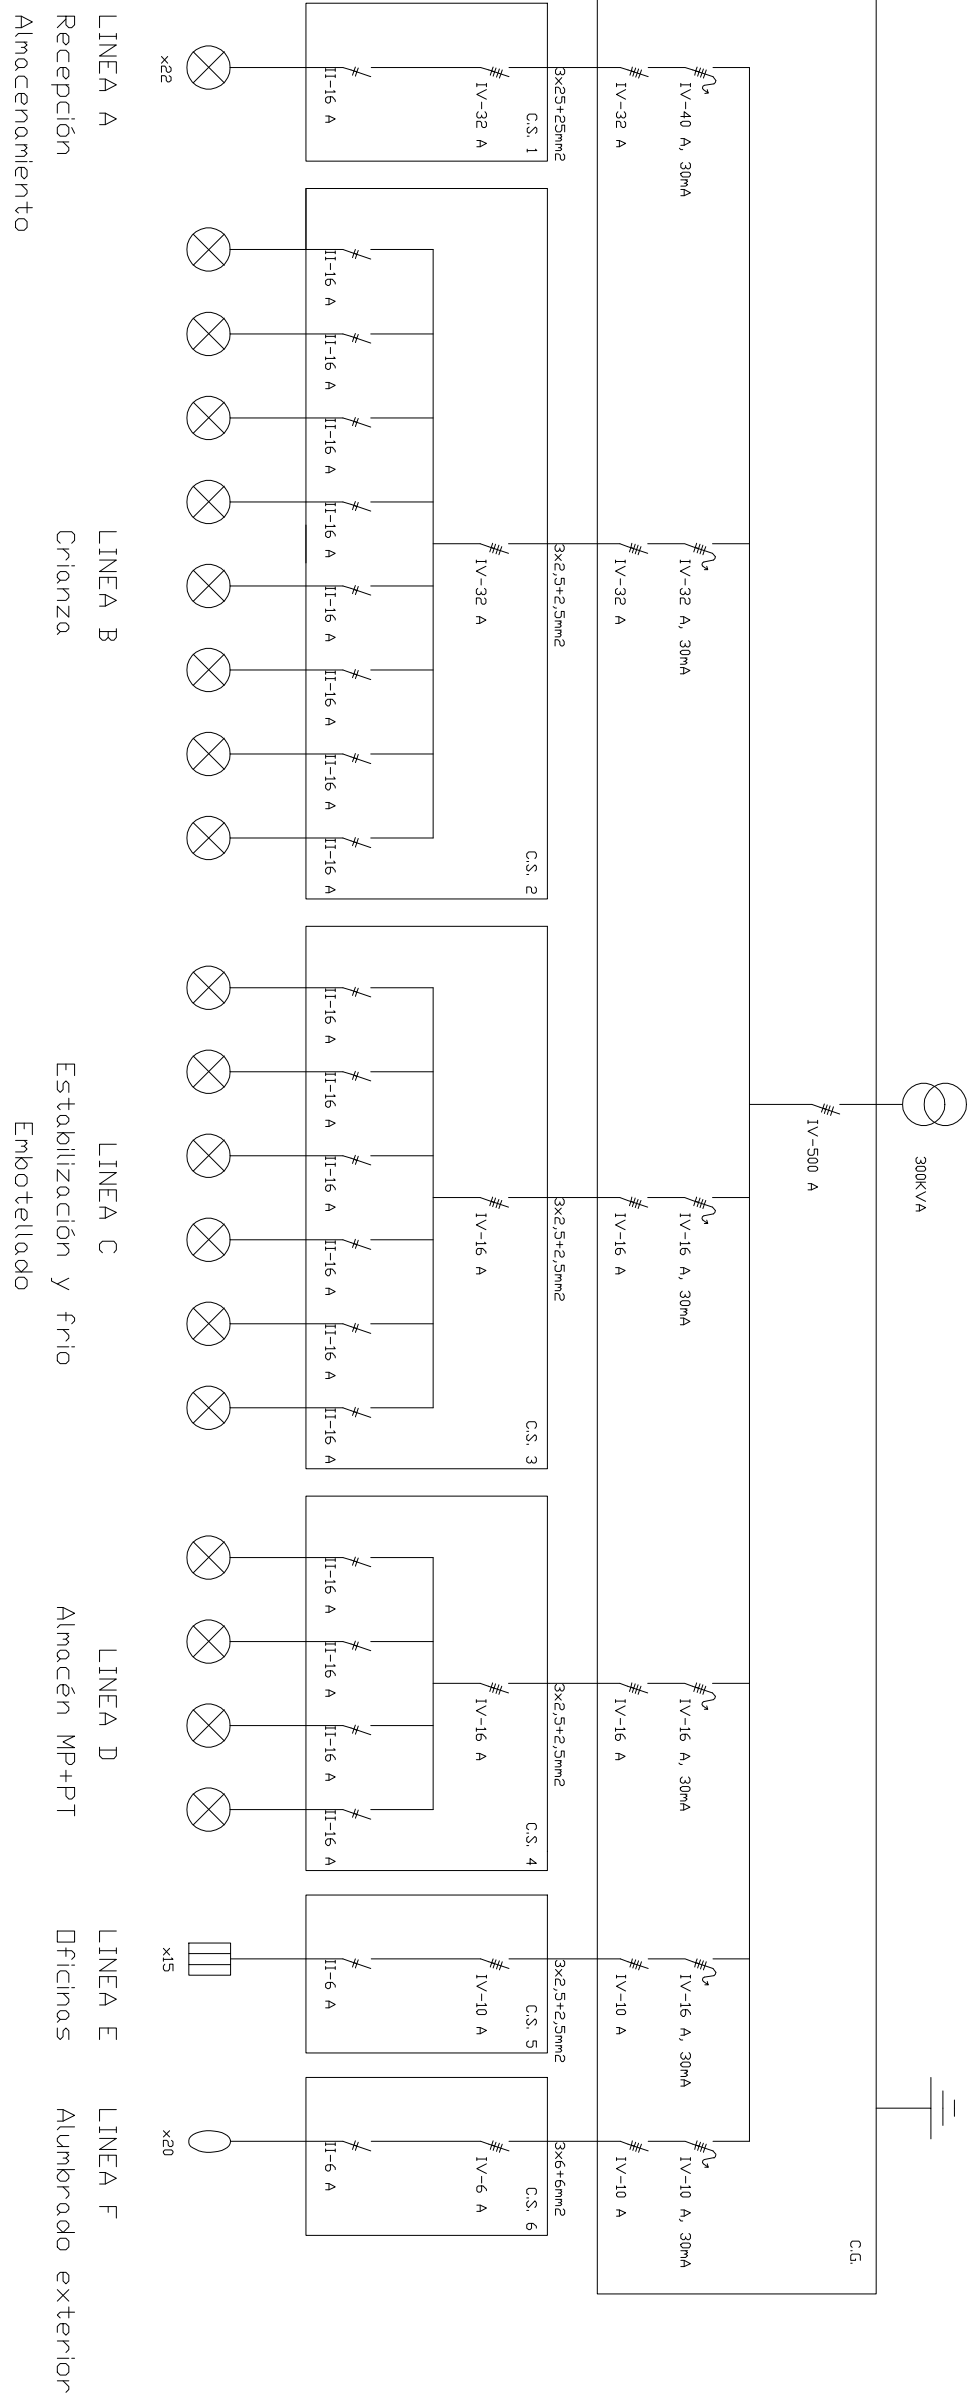 300KVA
IV-500 A
C.G.
IV-40 A, 30mA
IV-32 A
3x25+25mm2
C.S. 1
IV-32 A
II-16 A
x22
LINEA A
Recepción
Almacenamiento
IV-32 A, 30mA
IV-32 A
3x2,5+2,5mm2
C.S. 2
IV-32 A
II-16 A
II-16 A
II-16 A
II-16 A
II-16 A
II-16 A
II-16 A
II-16 A
LINEA B
Crianza
IV-16 A, 30mA
IV-16 A
3x2,5+2,5mm2
C.S. 3
IV-16 A
II-16 A
II-16 A
II-16 A
II-16 A
II-16 A
II-16 A
LINEA C
Estabilización y frio
Embotellado
IV-16 A, 30mA
IV-16 A
3x2,5+2,5mm2
C.S. 4
IV-16 A
II-16 A
II-16 A
II-16 A
II-16 A
LINEA D
Almacén MP+PT
IV-16 A, 30mA
IV-10 A
3x2,5+2,5mm2
C.S. 5
IV-10 A
II-6 A
x15
LINEA E
Oficinas
IV-10 A, 30mA
IV-10 A
3x6+6mm2
C.S. 6
IV-6 A
II-6 A
x20
LINEA F
Alumbrado exterior